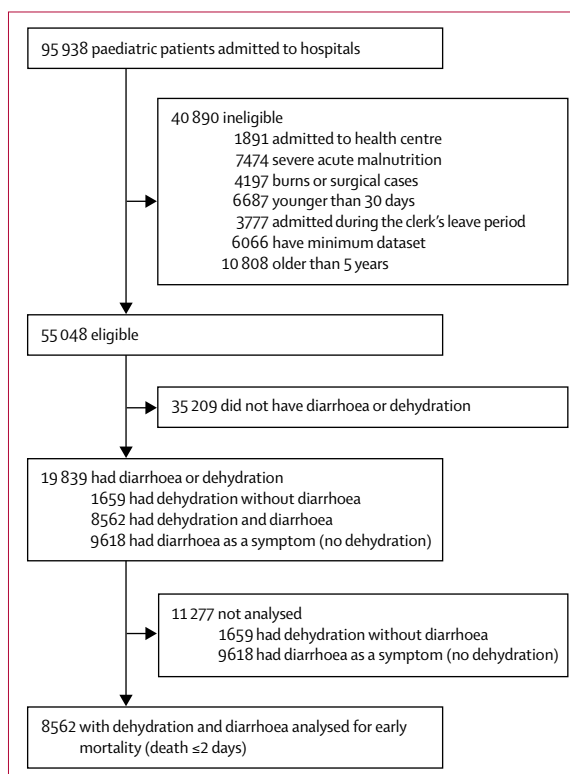 95 938 paediatric patients admitted to hospitals
40 890 ineligible
1891 admitted to health centre
7474 severe acute malnutrition
4197 burns or surgical cases
6687 younger than 30 days
3777 admitted during the clerk's leave period
6066 have minimum dataset
10 808 older than 5 years
55 048 eligible
35 209 did not have diarrhoea or dehydration
19 839 had diarrhoea or dehydration
1659 had dehydration without diarrhoea
8562 had dehydration and diarrhoea
9618 had diarrhoea as a symptom (no dehydration)
11 277 not analysed
1659 had dehydration without diarrhoea
9618 had diarrhoea as a symptom (no dehydration)
8562 with dehydration and diarrhoea analysed for early
mortality (death ≤2 days)